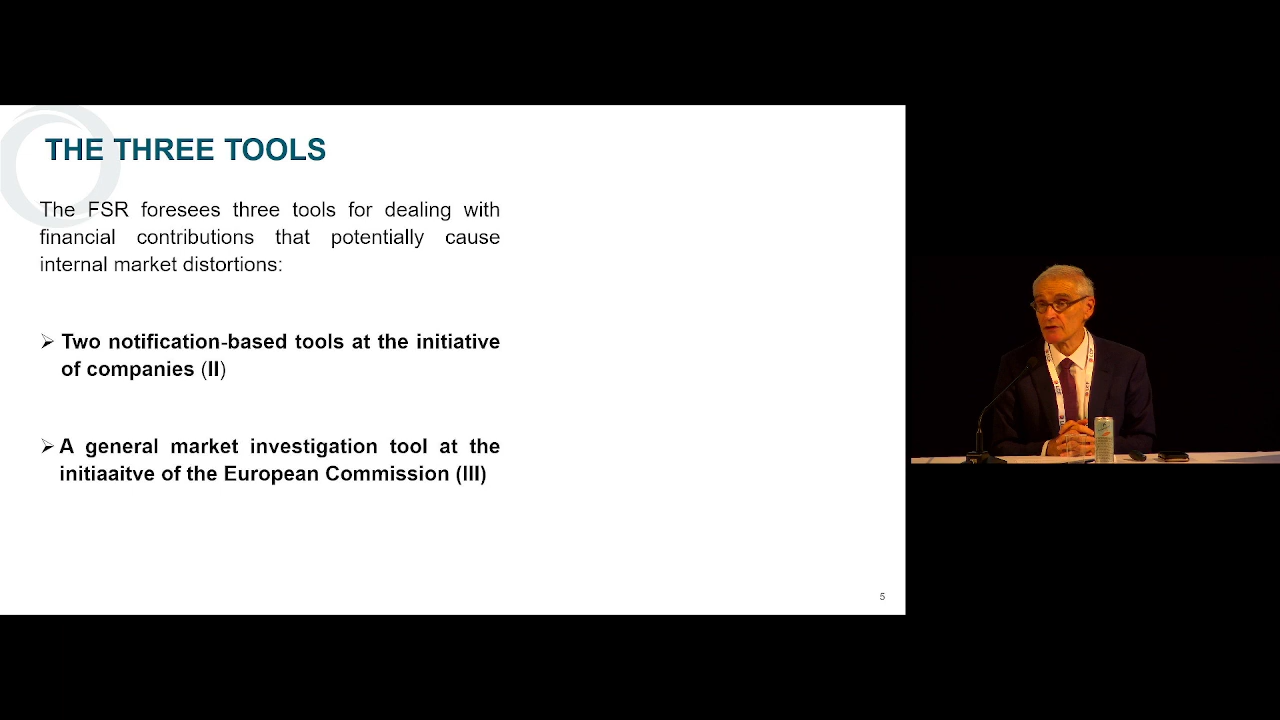 THE THREE TOOLS
The FSR foresees three tools for dealing with
financial contributions that potentially cause
internal market distortions:
➢ Two notification-based tools at the initiative
of companies (II)
➢ A general market investigation tool at the
initiaaitve of the European Commission (III)
5